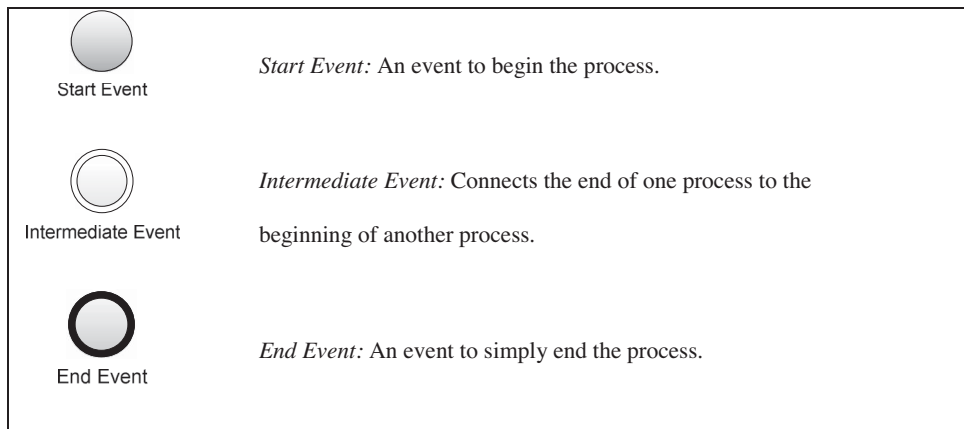 Start Event
Start Event: An event to begin the process.
Intermediate Event
Intermediate Event: Connects the end of one process to the
beginning of another process.
End Event
End Event: An event to simply end the process.